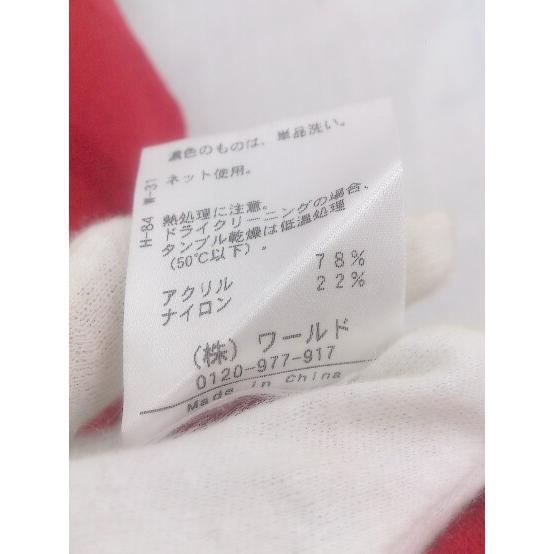 濃色のものは、単品洗い。
ネット使用。
熱処理に注意。
ドライクリーニングの場合、
タンブル乾燥は低温処理
(50℃以下)。
アクリル 78%
ナイロン 22%
(株) ワールド
0120-977-917
Made in China
H-84 W-31